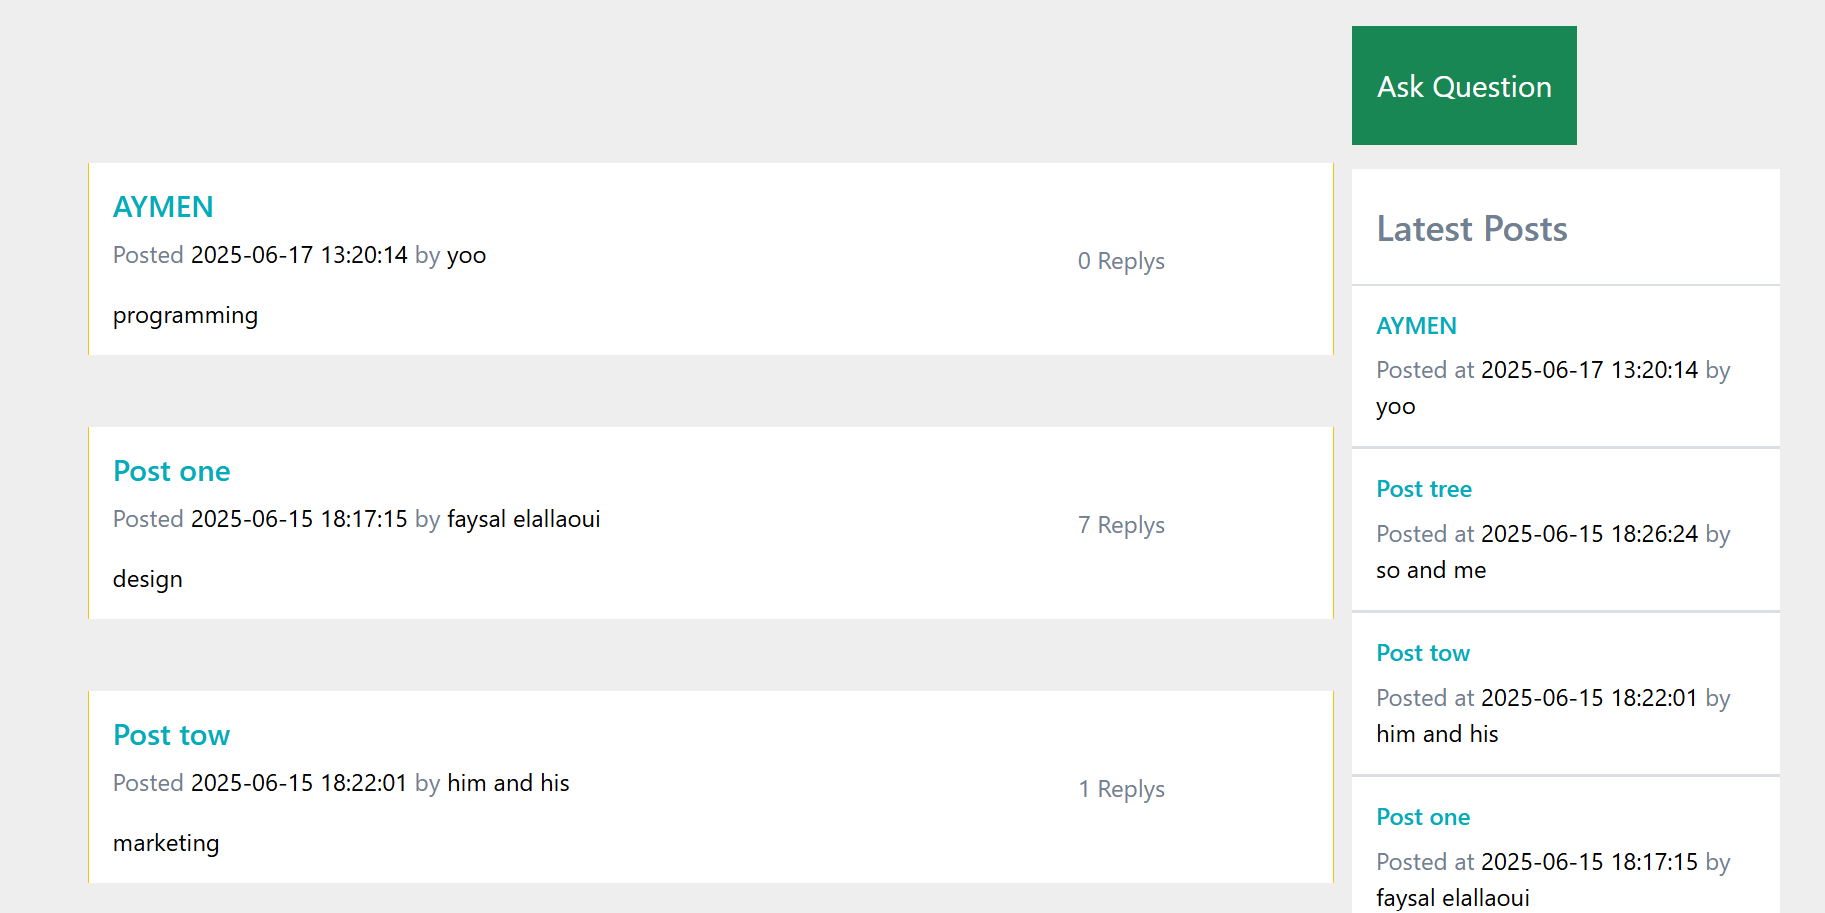 Ask Question
AYMEN
Posted 2025-06-17 13:20:14 by yoo
0 Replys
programming
Post one
Posted 2025-06-15 18:17:15 by faysal elallaoui
7 Replys
design
Post tow
Posted 2025-06-15 18:22:01 by him and his
1 Replys
marketing
Latest Posts
AYMEN
Posted at 2025-06-17 13:20:14 by
yoo
Post tree
Posted at 2025-06-15 18:26:24 by
so and me
Post tow
Posted at 2025-06-15 18:22:01 by
him and his
Post one
Posted at 2025-06-15 18:17:15 by
faysal elallaoui